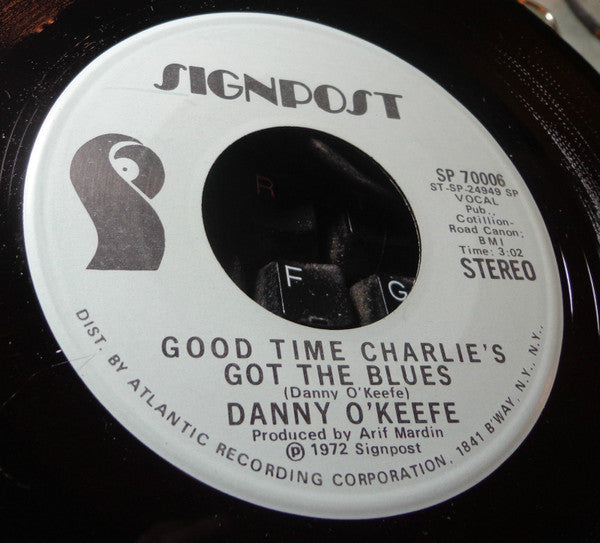 SIGNPOST
SP 70006
ST-SP-24949 SP
VOCAL
Pub.,
Cotillion-
Road Canon;
BMI
Time: 3:02
STEREO
R
F
G
GOOD TIME CHARLIE'S
GOT THE BLUES
(Danny O'Keefe)
DANNY O'KEEFE
Produced by Arif Mardin
Ⓟ 1972 Signpost
DIST. BY ATLANTIC RECORDING CORPORATION, 1841 B'WAY, N.Y., N.Y.,